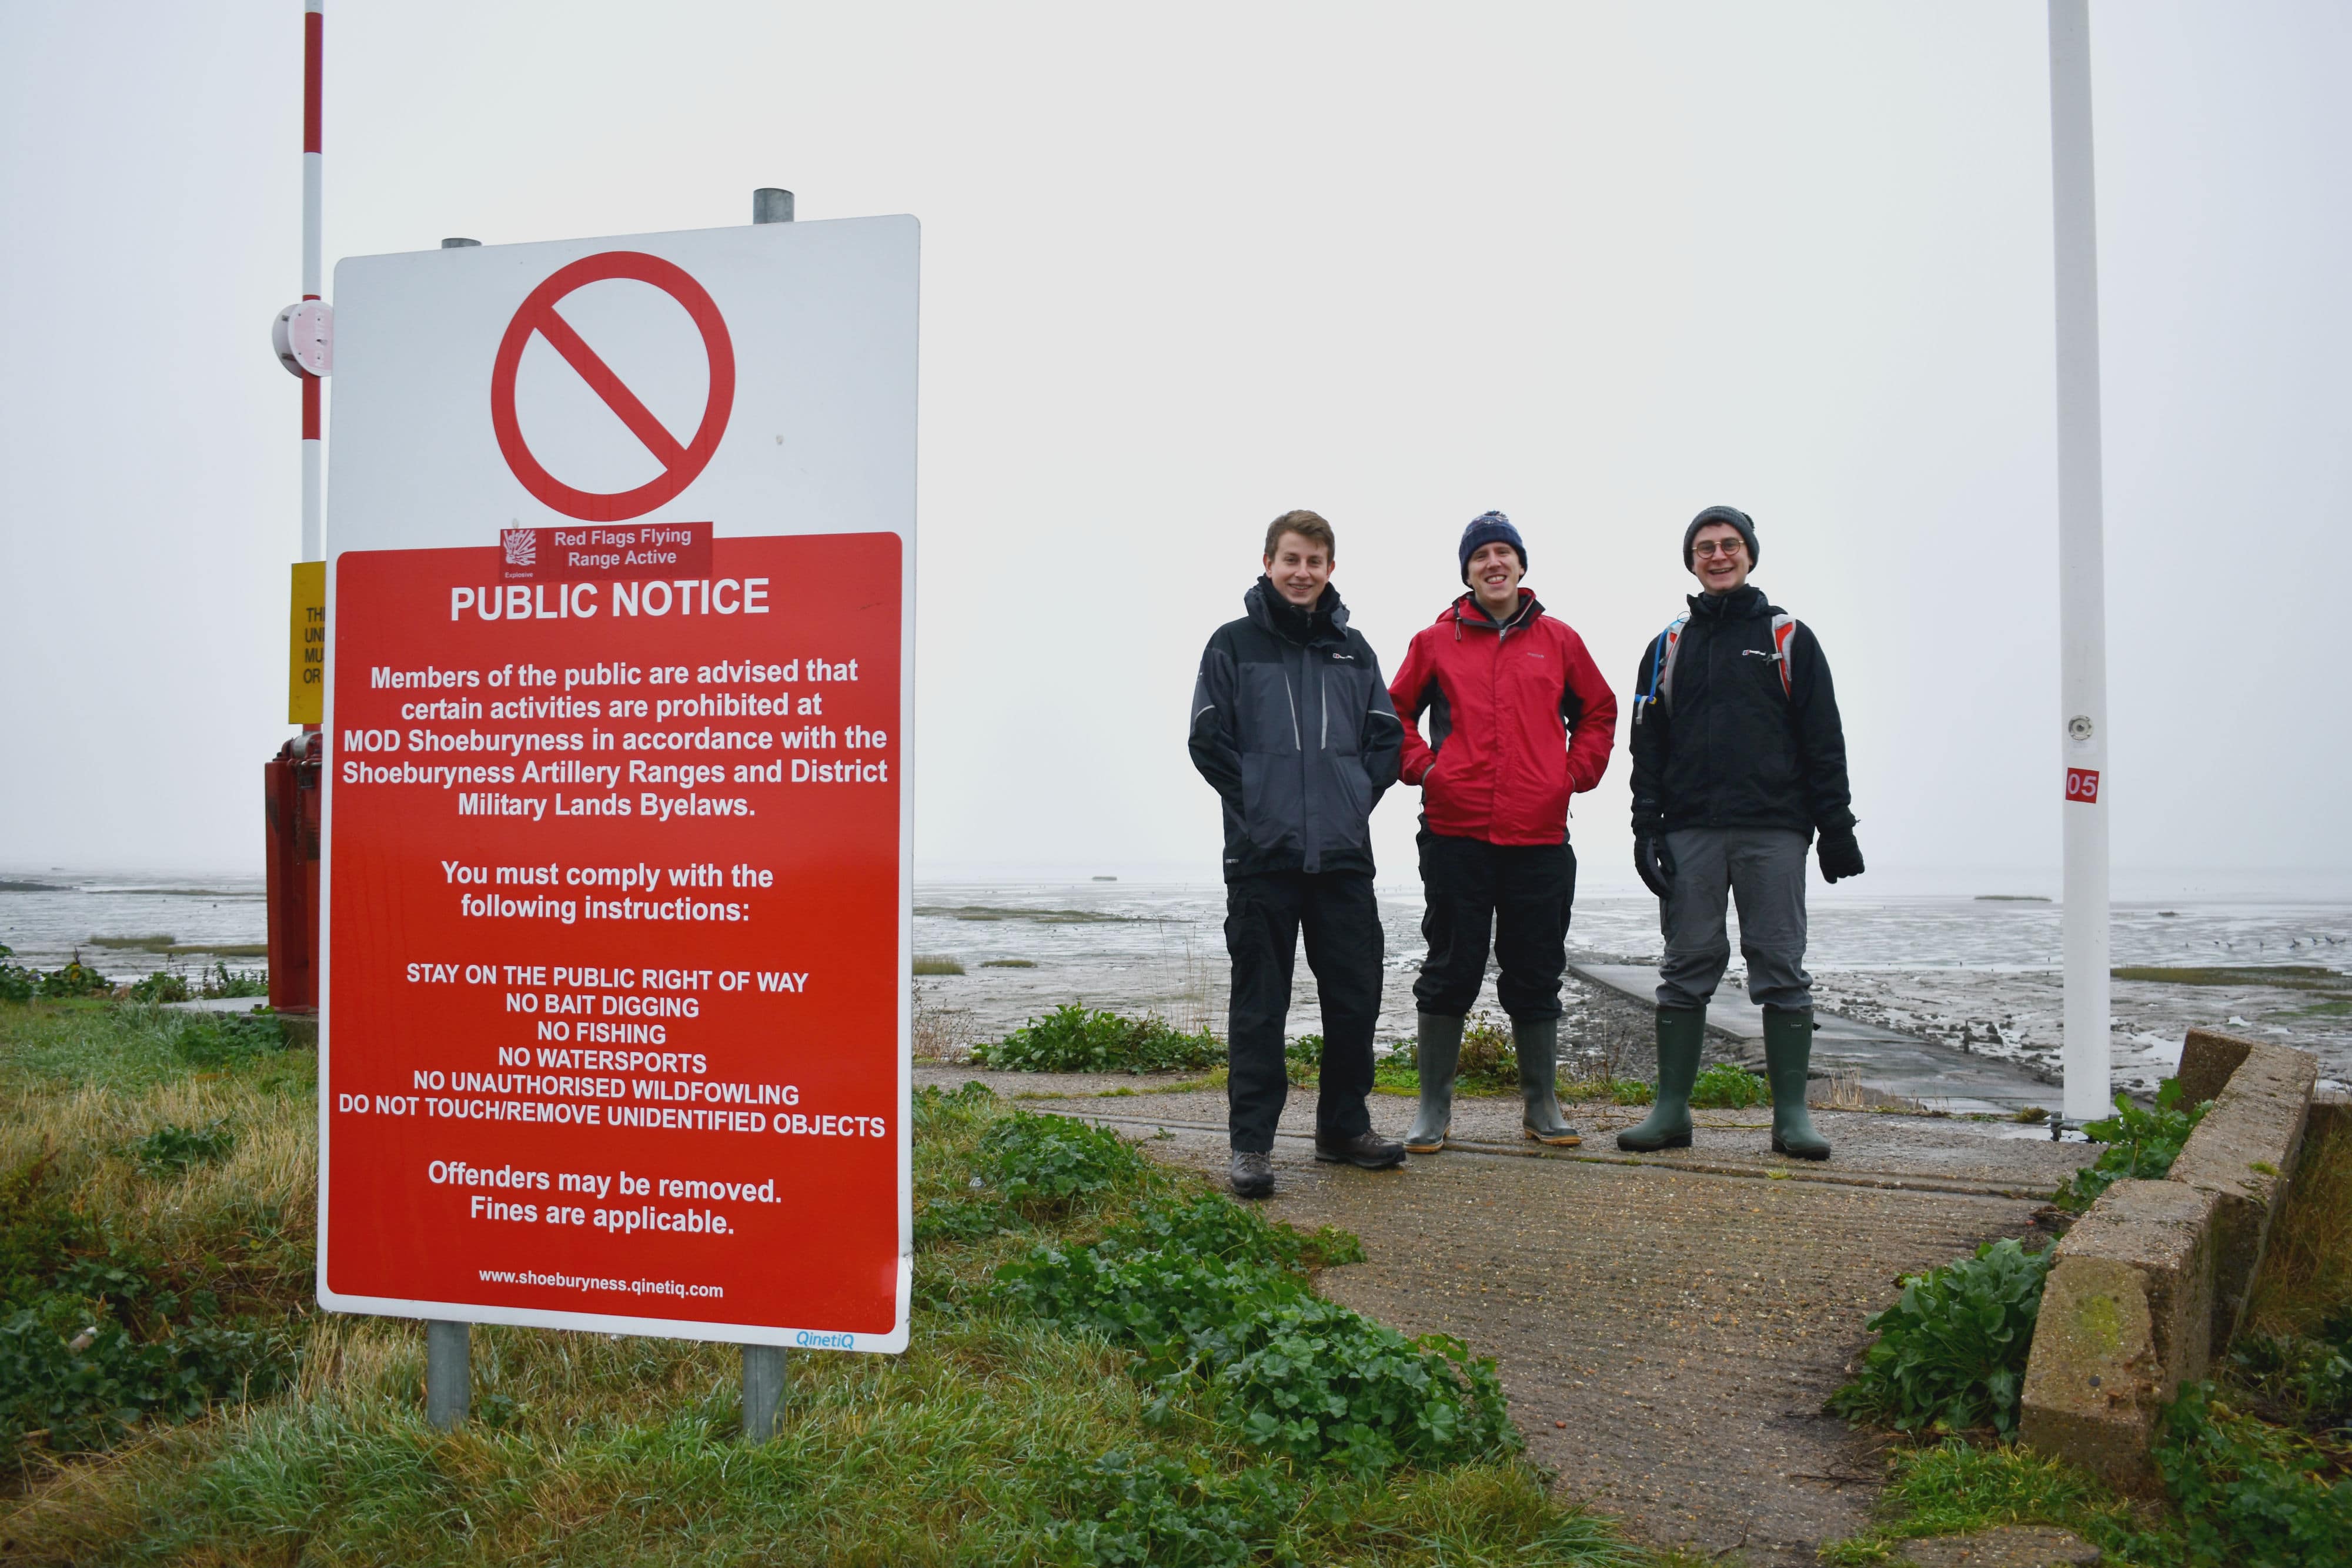 Red Flags Flying
Range Active
Explosive
PUBLIC NOTICE
Members of the public are advised that
certain activities are prohibited at
MOD Shoeburyness in accordance with the
Shoeburyness Artillery Ranges and District
Military Lands Byelaws.
You must comply with the
following instructions:
STAY ON THE PUBLIC RIGHT OF WAY
NO BAIT DIGGING
NO FISHING
NO WATERSPORTS
NO UNAUTHORISED WILDFOWLING
DO NOT TOUCH/REMOVE UNIDENTIFIED OBJECTS
Offenders may be removed.
Fines are applicable.
www.shoeburyness.qinetiq.com
QinetiQ
OR
05